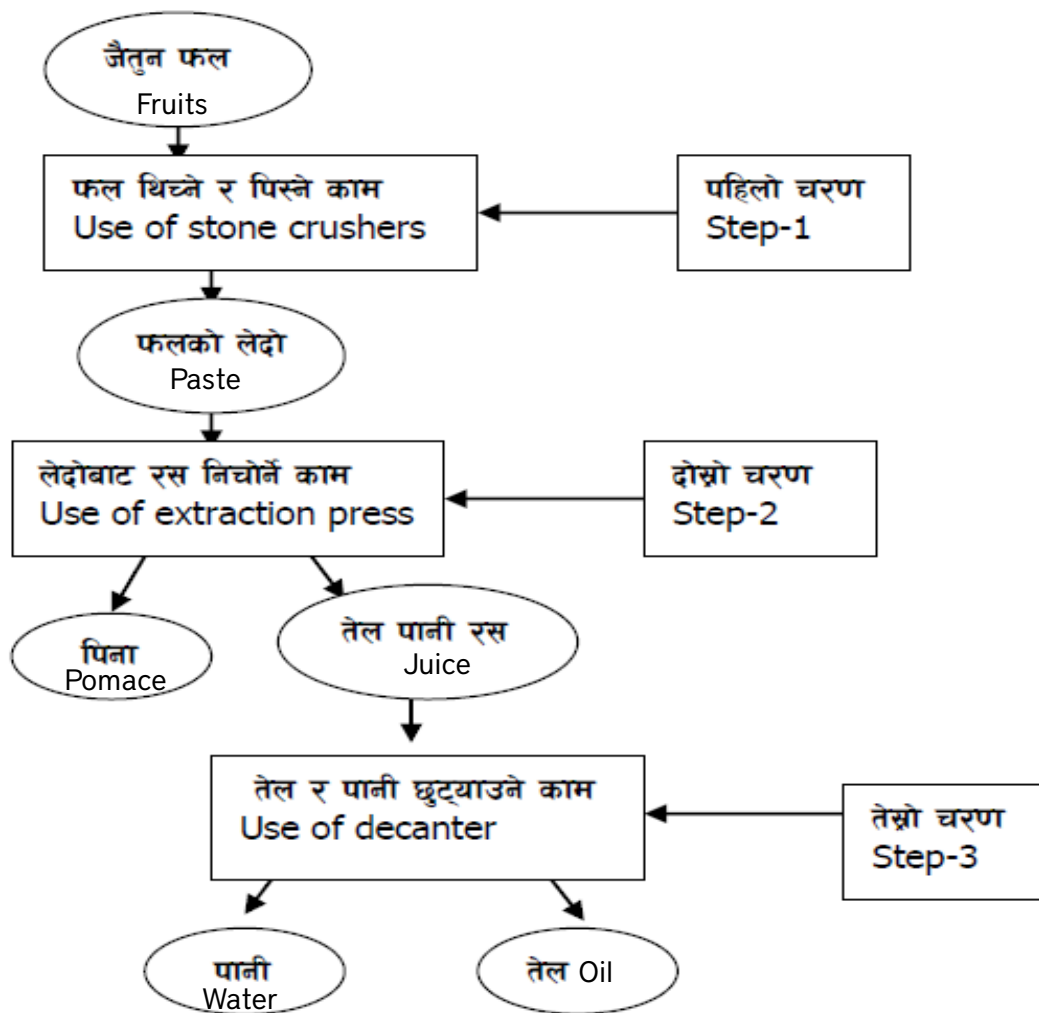 जैतुन फल
Fruits
फल थिच्ने र पिस्ने काम
Use of stone crushers
पहिलो चरण
Step-1
फलको लेदो
Paste
लेदोबाट रस निचोर्ने काम
Use of extraction press
दोस्रो चरण
Step-2
पिना
Pomace
तेल पानी रस
Juice
तेल र पानी छुट्याउने काम
Use of decanter
तेस्रो चरण
Step-3
पानी
Water
तेल Oil